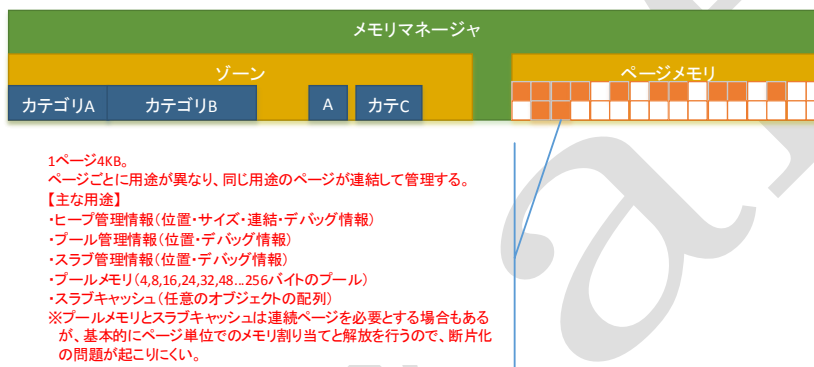 メモリマネージャ
ゾーン
ページメモリ
カテゴリA
カテゴリB
A
カテC
1ページ4KB。
ページごとに用途が異なり、同じ用途のページが連結して管理する。
【主な用途】
・ヒープ管理情報(位置・サイズ・連結・デバッグ情報)
・プール管理情報(位置・デバッグ情報)
・スラブ管理情報(位置・デバッグ情報)
・プールメモリ(4,8,16,24,32,48...256バイトのプール)
・スラブキャッシュ(任意のオブジェクトの配列)
※プールメモリとスラブキャッシュは連続ページを必要とする場合もある
が、基本的にページ単位でのメモリ割り当てと解放を行うので、断片化
の問題が起こりにくい。